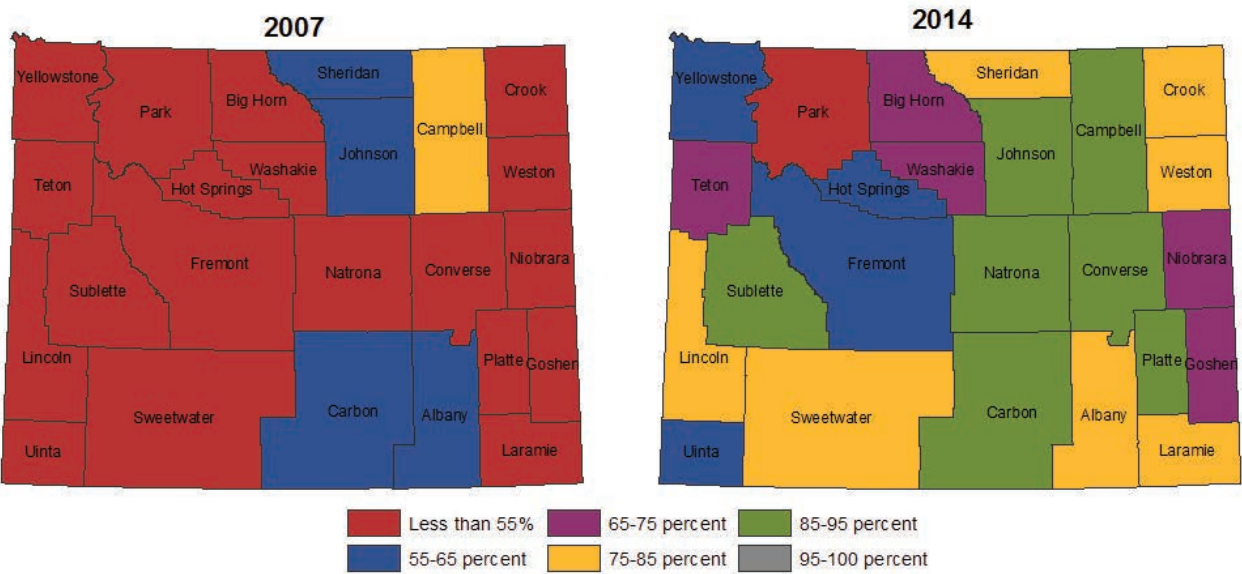 2007
Yellowstone
Park
Big Horn
Sheridan
Campbell
Crook
Johnson
Teton
Hot Springs
Washakie
Weston
Fremont
Natrona
Converse
Niobrara
Sublette
Lincoln
Sweetwater
Carbon
Albany
Platte
Goshen
Uinta
Laramie
2014
Yellowstone
Park
Big Horn
Sheridan
Campbell
Crook
Johnson
Teton
Hot Springs
Washakie
Weston
Fremont
Natrona
Converse
Niobrara
Sublette
Lincoln
Sweetwater
Carbon
Albany
Platte
Goshen
Uinta
Laramie
Less than 55%
65-75 percent
85-95 percent
55-65 percent
75-85 percent
95-100 percent